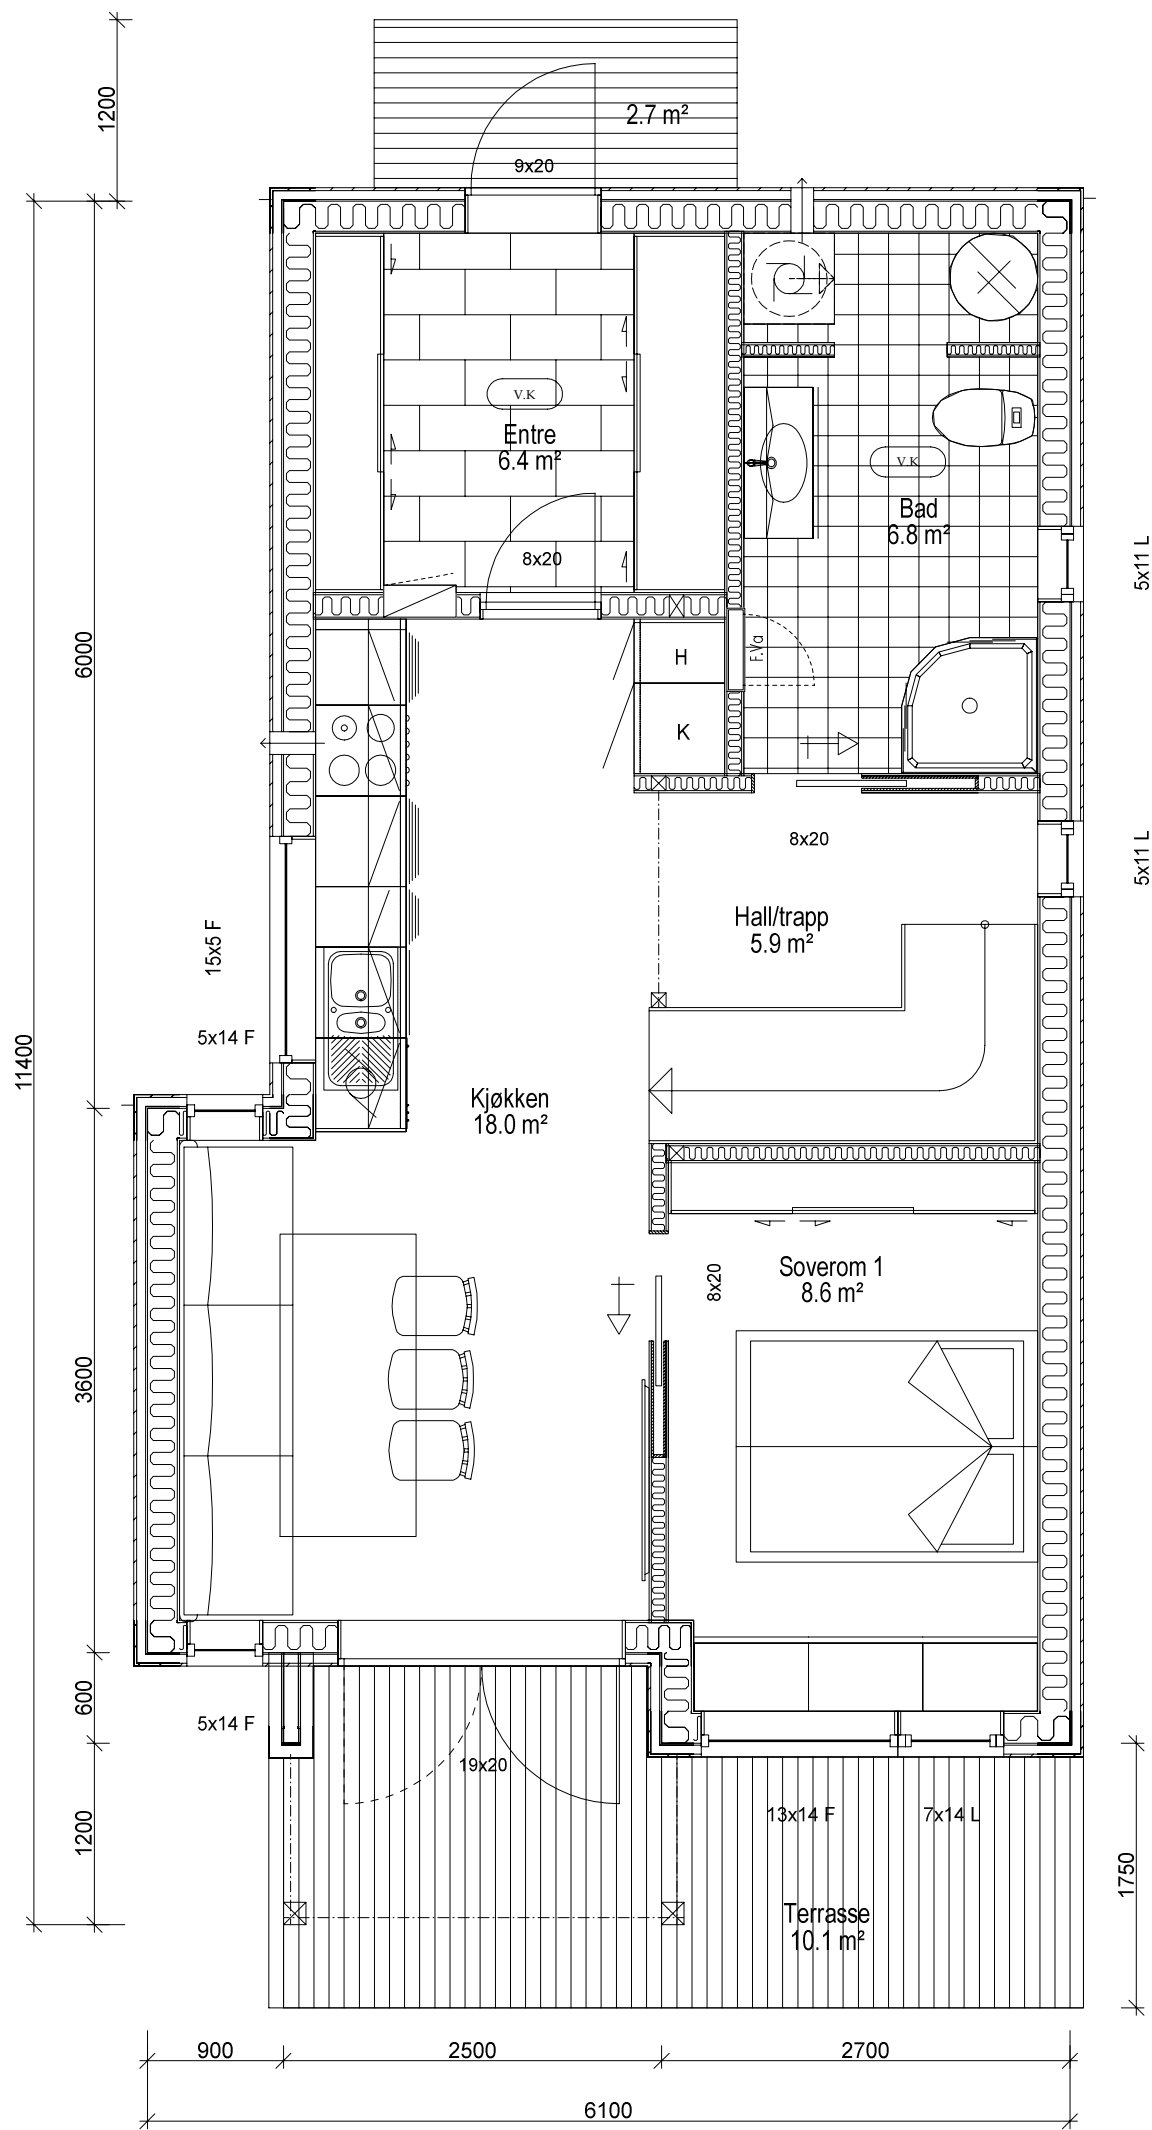 1200
2.7 m²
9x20
V.K
Entre
6.4 m²
V.K
Bad
6.8 m²
5x11 L
8x20
6000
F.Va
H
K
8x20
5x11 L
Hall/trapp
5.9 m²
15x5 F
5x14 F
11400
Kjøkken
18.0 m²
Soverom 1
8.6 m²
8x20
3600
600
5x14 F
19x20
13x14 F
7x14 L
1200
1750
Terrasse
10.1 m²
900
2500
2700
6100